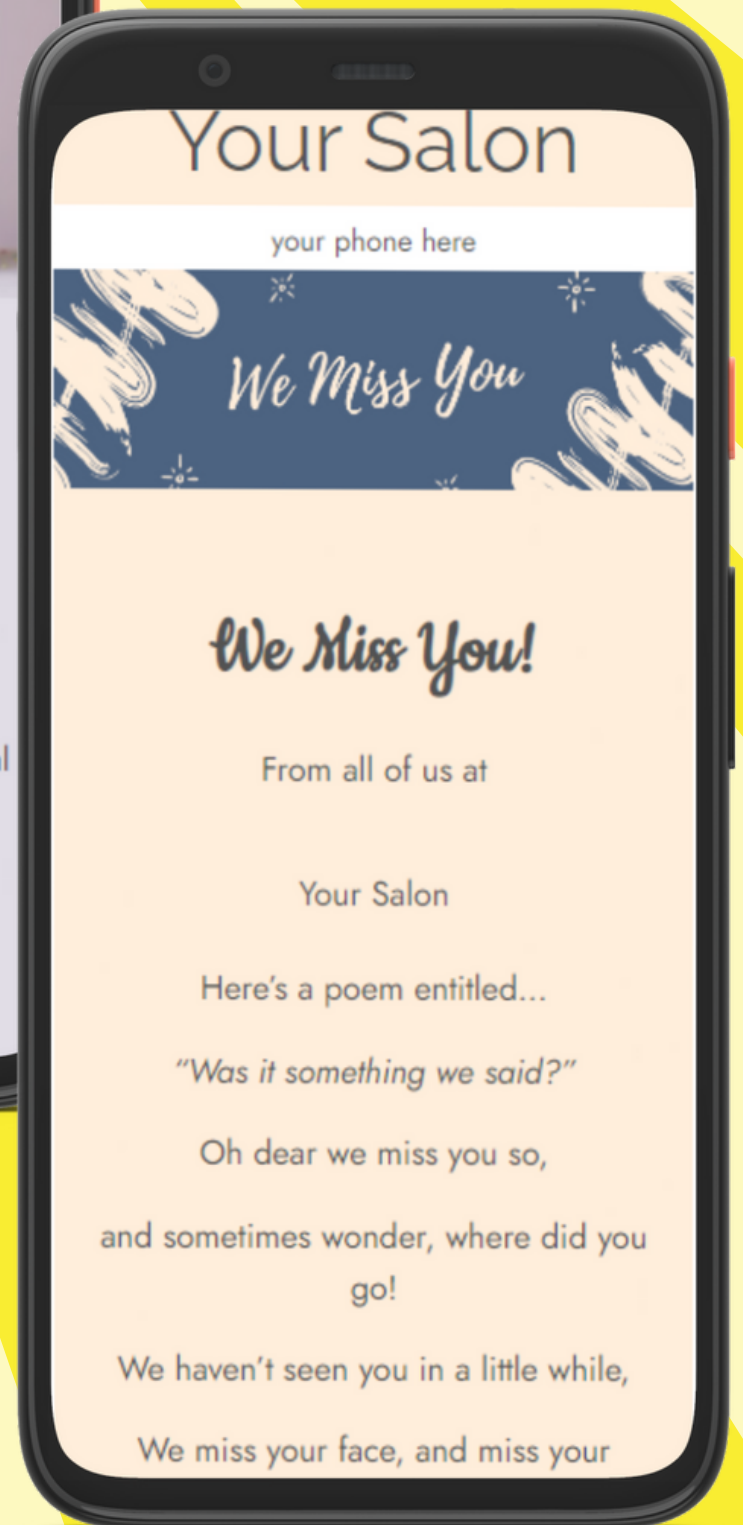 Your Salon
your phone here
We Miss You
We Miss You!
From all of us at
Your Salon
Here's a poem entitled...
“Was it something we said?”
Oh dear we miss you so,
and sometimes wonder, where did you
go!
We haven't seen you in a little while,
We miss your face, and miss your